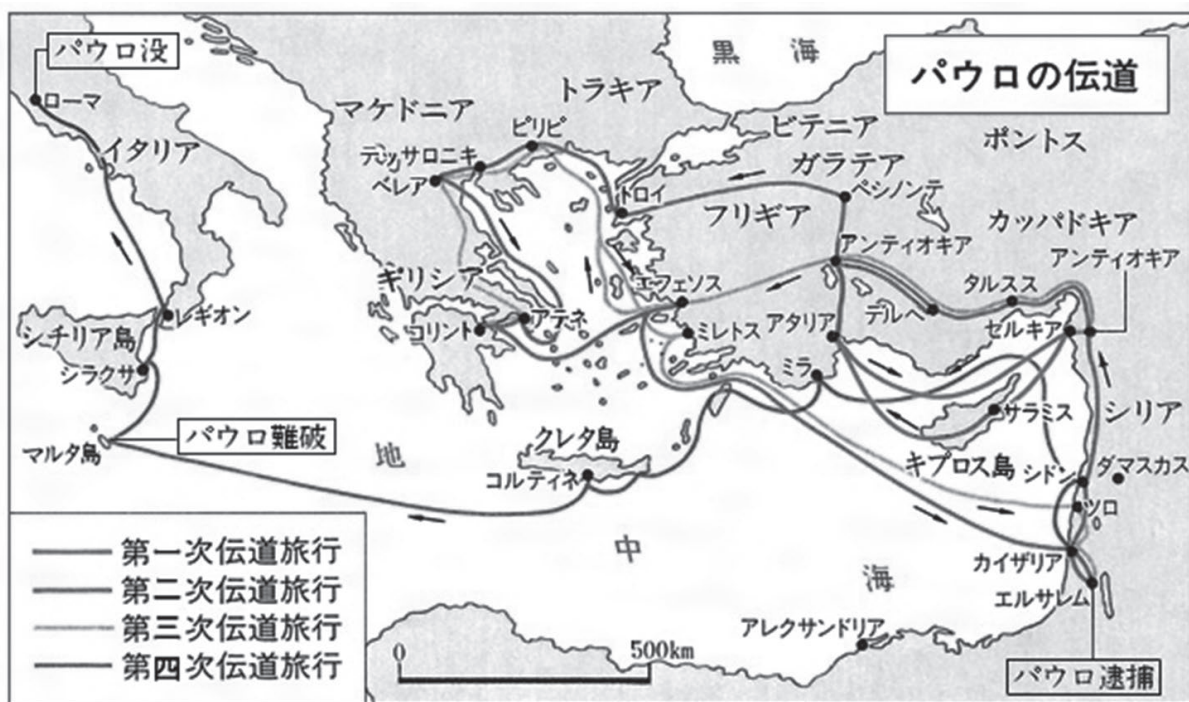 パウロの伝道
パウロ没
ローマ
イタリア
レギオン
シチリア島
シラクサ
マルタ島
パウロ難破
黒海
トラキア
マケドニア
ピリピ
テッサロニキ
ベレア
ビテニア
ポントス
ガラテア
ペシノンテ
トロイ
フリギア
カッパドキア
アンティオキア
アンティオキア
ギリシア
エフェソス
タルスス
アテネ
コリント
ミレトス
アタリア
デルベ
セルキア
ミラ
サラミス
シリア
キプロス島
シドン
ダマスカス
ツロ
クレタ島
コルティネ
地中海
カイザリア
エルサレム
アレクサンドリア
パウロ逮捕
第一次伝道旅行
第二次伝道旅行
第三次伝道旅行
第四次伝道旅行
0 500km